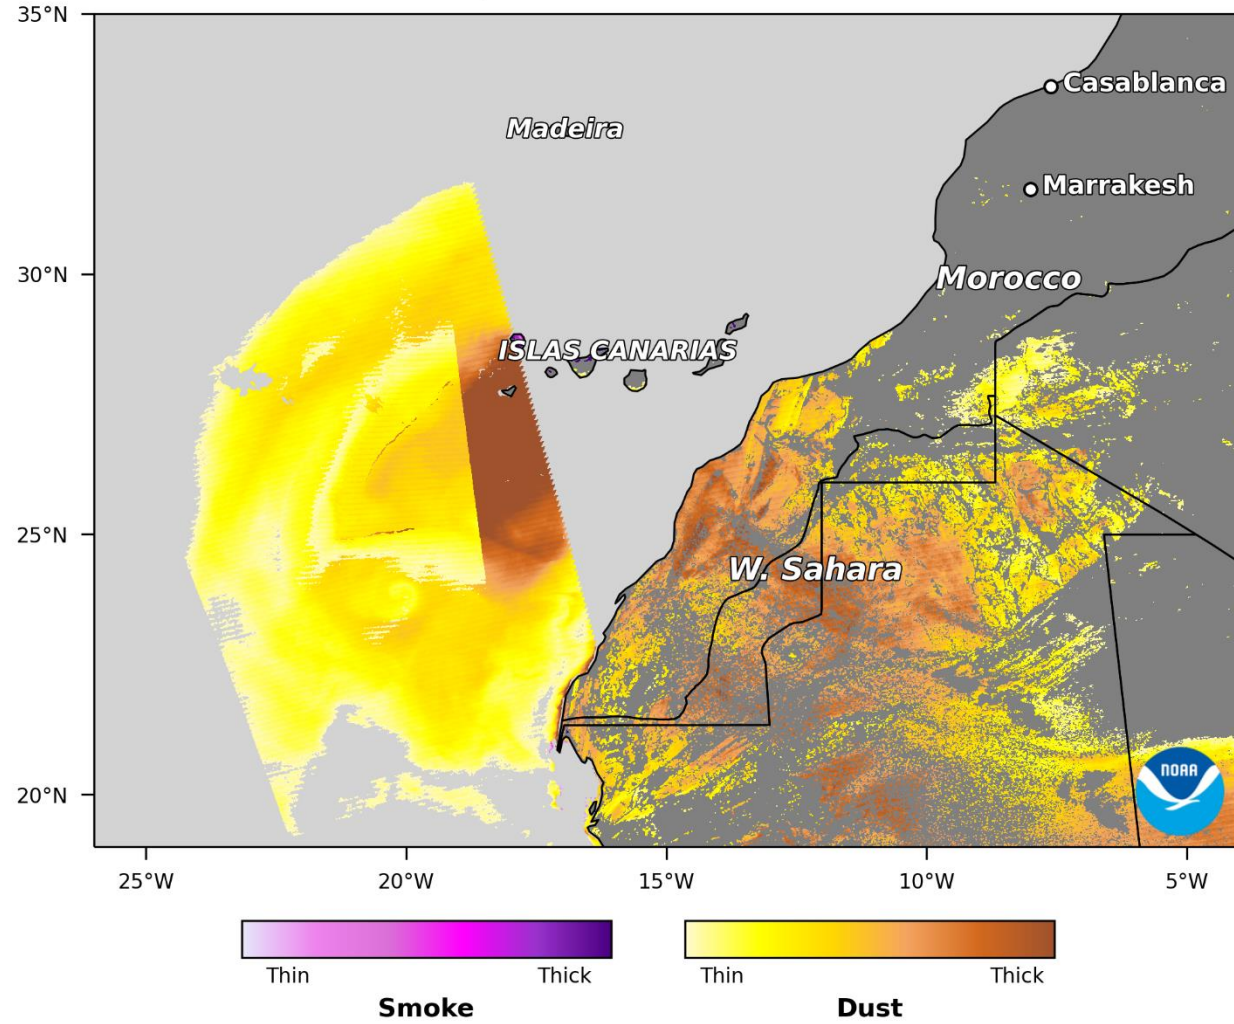 35°N
Casablanca
Madeira
Marrakesh
30°N
Morocco
ISLAS CANARIAS
25°N
W. Sahara
NOAA
20°N
25°W 20°W 15°W 10°W 5°W
Thin Thick Thin Thick
Smoke Dust